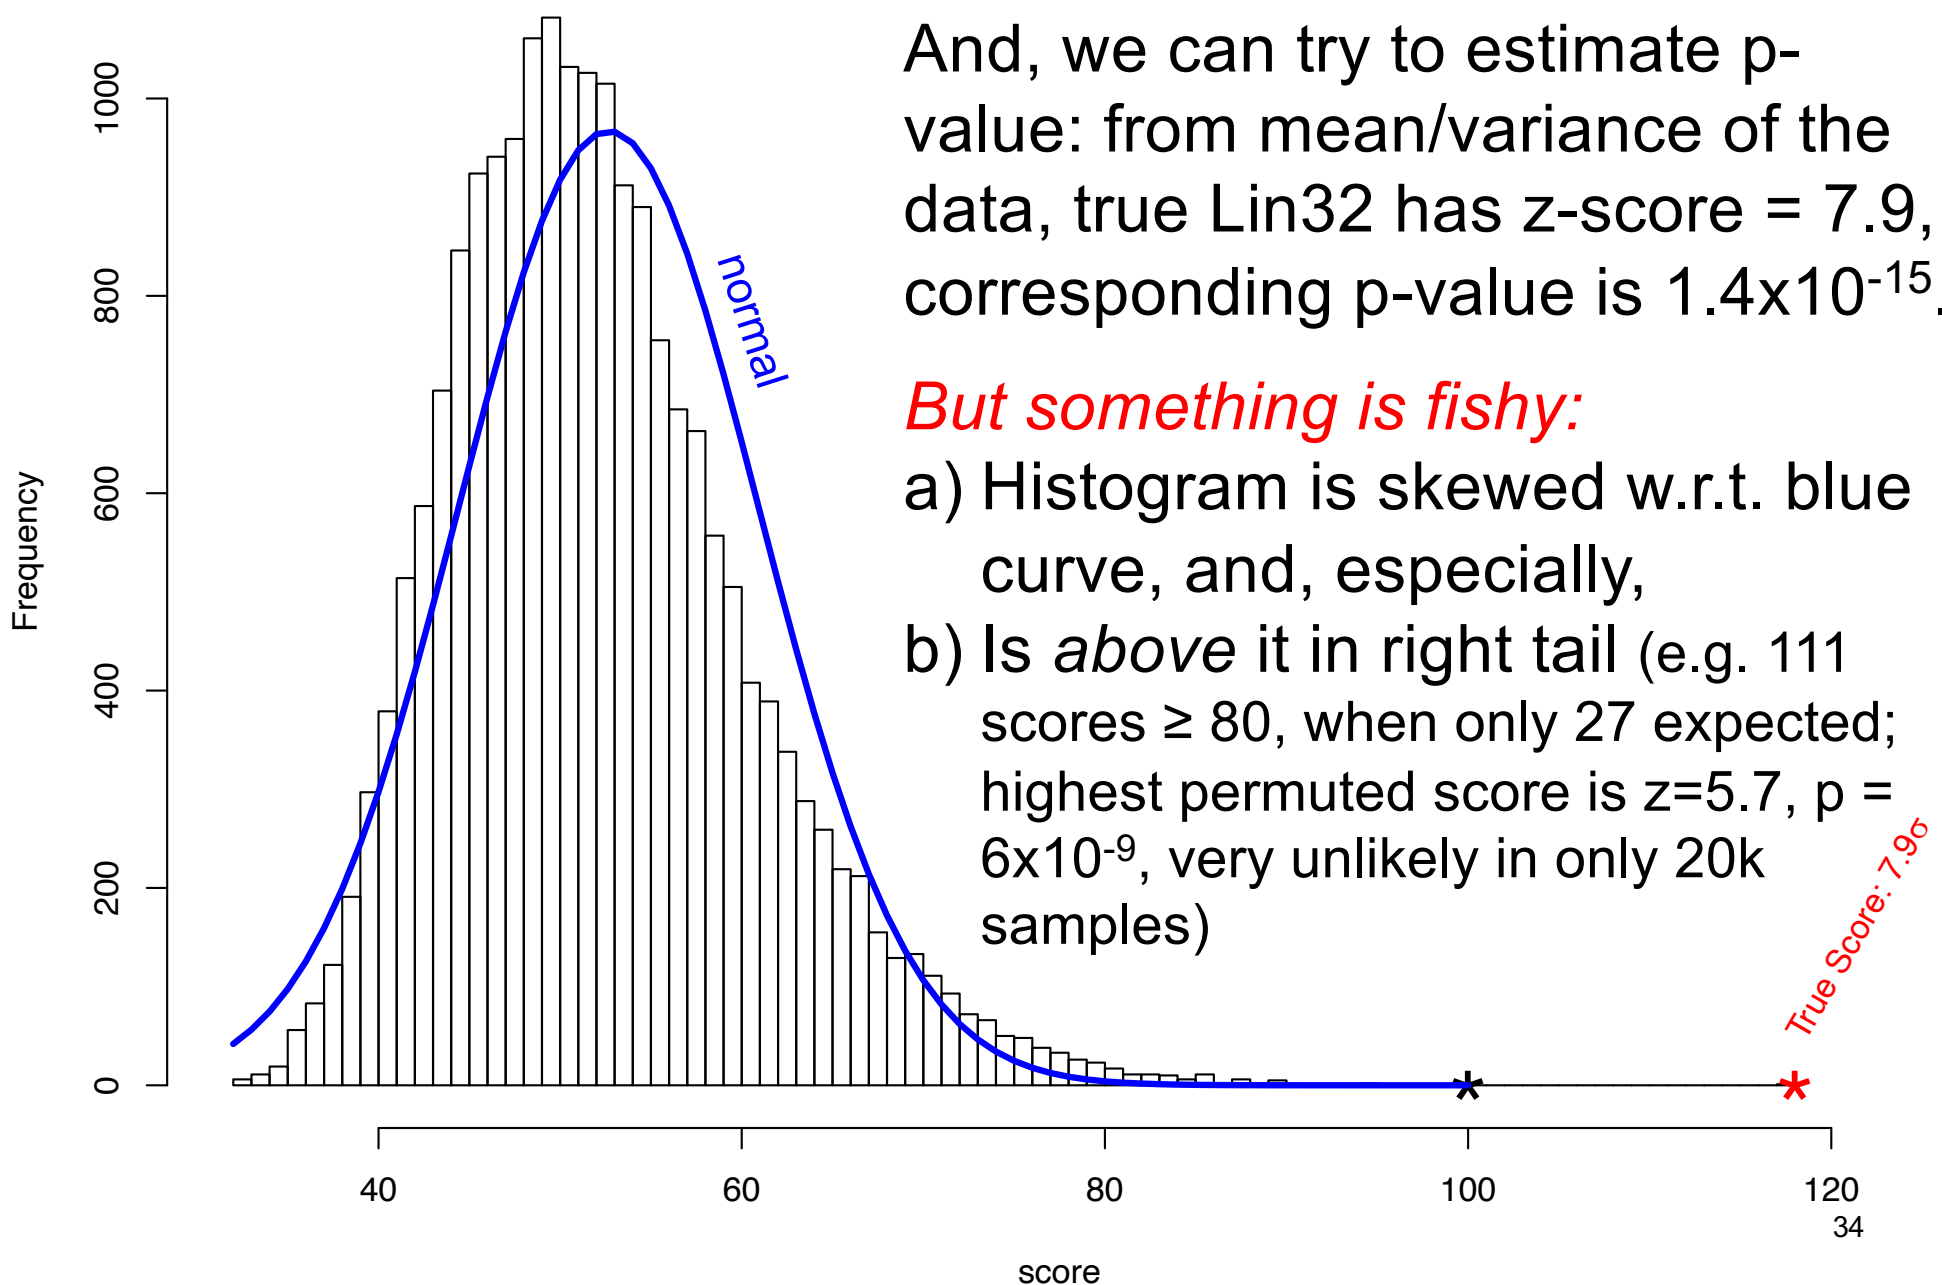 And, we can try to estimate p-
value: from mean/variance of the
data, true Lin32 has z-score = 7.9,
corresponding p-value is 1.4x10⁻¹⁵.
But something is fishy:
a) Histogram is skewed w.r.t. blue
curve, and, especially,
b) Is above it in right tail (e.g. 111
scores ≥ 80, when only 27 expected;
highest permuted score is z=5.7, p =
6x10⁻⁹, very unlikely in only 20k
samples)
normal
True Score: 7.9σ
*
*
Frequency
1000
800
600
400
200
0
40
60
80
100
120
score
34